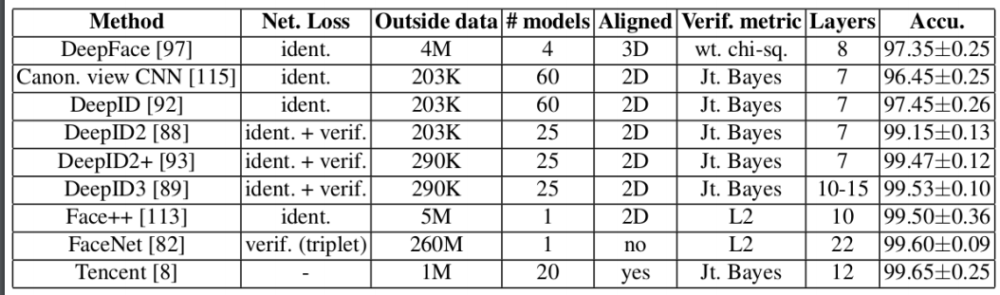 Method Net. Loss Outside data # models Aligned Verif. metric Layers Accu.
DeepFace [97] ident. 4M 4 3D wt. chi-sq. 8 97.35±0.25
Canon. view CNN [115] ident. 203K 60 2D Jt. Bayes 7 96.45±0.25
DeepID [92] ident. 203K 60 2D Jt. Bayes 7 97.45±0.26
DeepID2 [88] ident. + verif. 203K 25 2D Jt. Bayes 7 99.15±0.13
DeepID2+ [93] ident. + verif. 290K 25 2D Jt. Bayes 7 99.47±0.12
DeepID3 [89] ident. + verif. 290K 25 2D Jt. Bayes 10-15 99.53±0.10
Face++ [113] ident. 5M 1 2D L2 10 99.50±0.36
FaceNet [82] verif. (triplet) 260M 1 no L2 22 99.60±0.09
Tencent [8] - 1M 20 yes Jt. Bayes 12 99.65±0.25